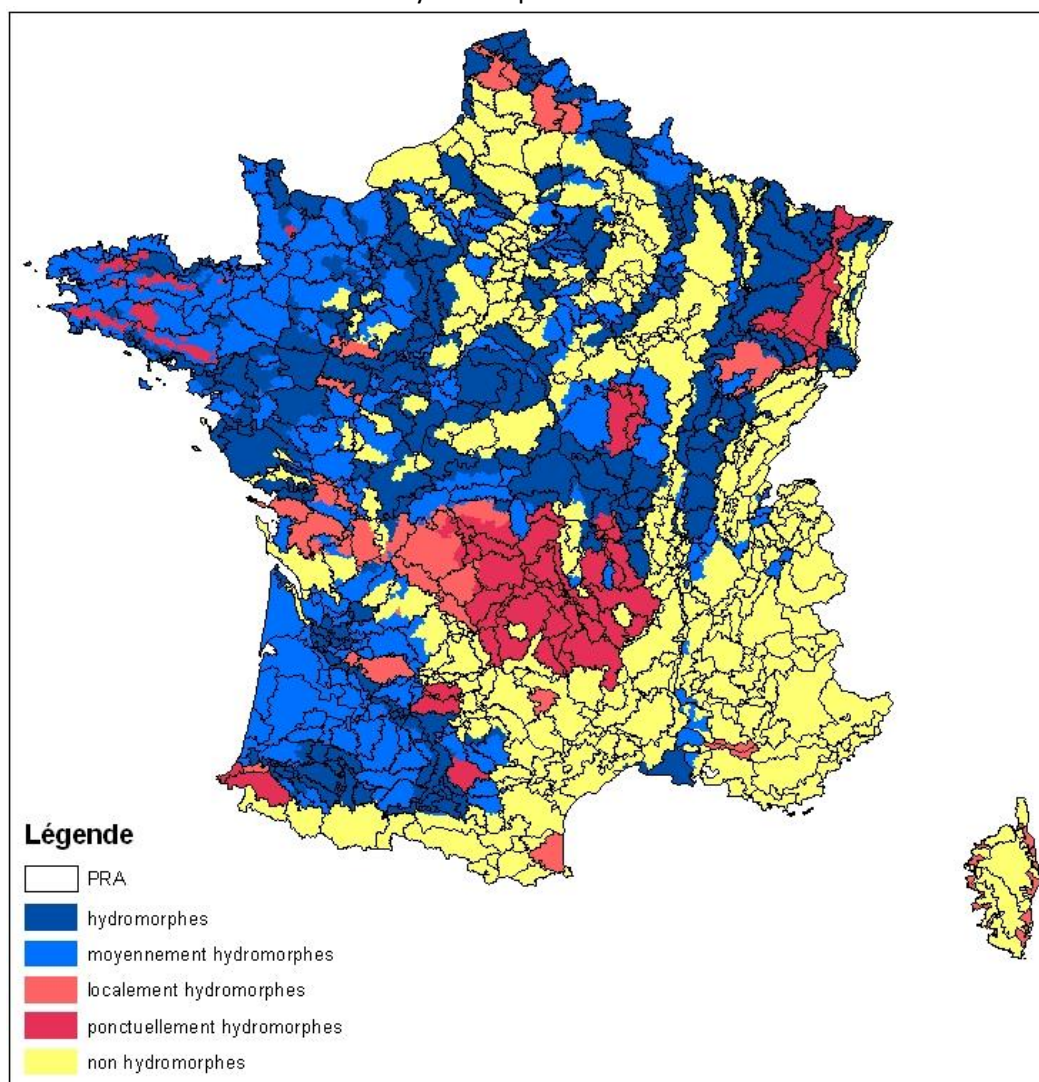 Légende
PRA
hydromorphes
moyennement hydromorphes
localement hydromorphes
ponctuellement hydromorphes
non hydromorphes